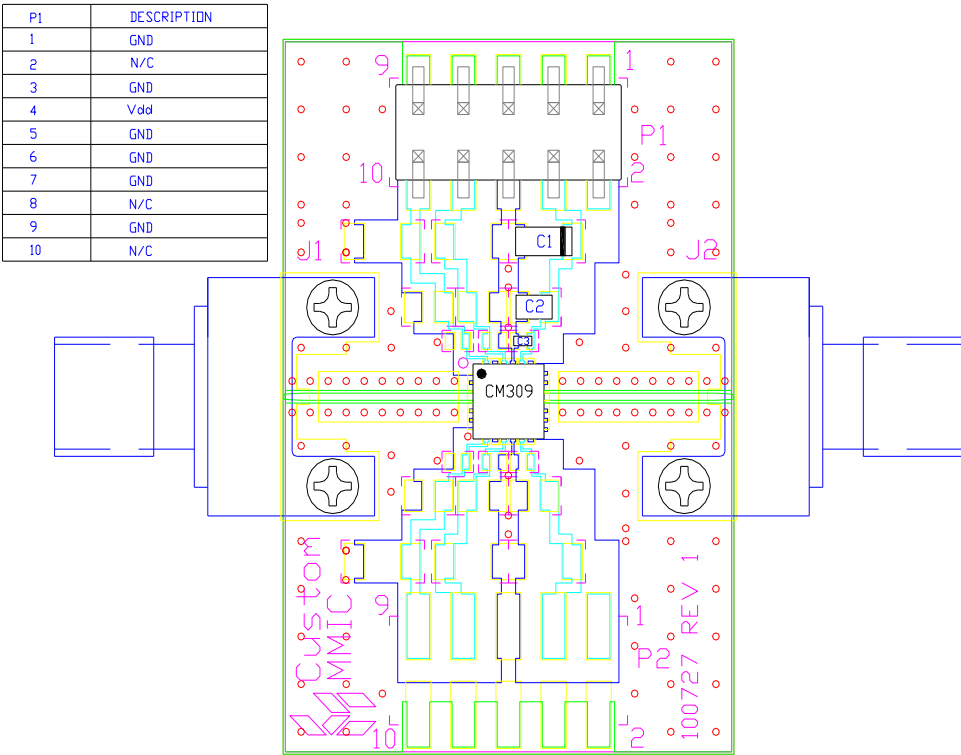 P1 DESCRIPTION
1 GND
2 N/C
3 GND
4 Vdd
5 GND
6 GND
7 GND
8 N/C
9 GND
10 N/C
9 1
P1
10 2
J1 J2
C1
C2
C3
CM309
Custom
MMIC
9 1
P2
10 2
100727 REV 1